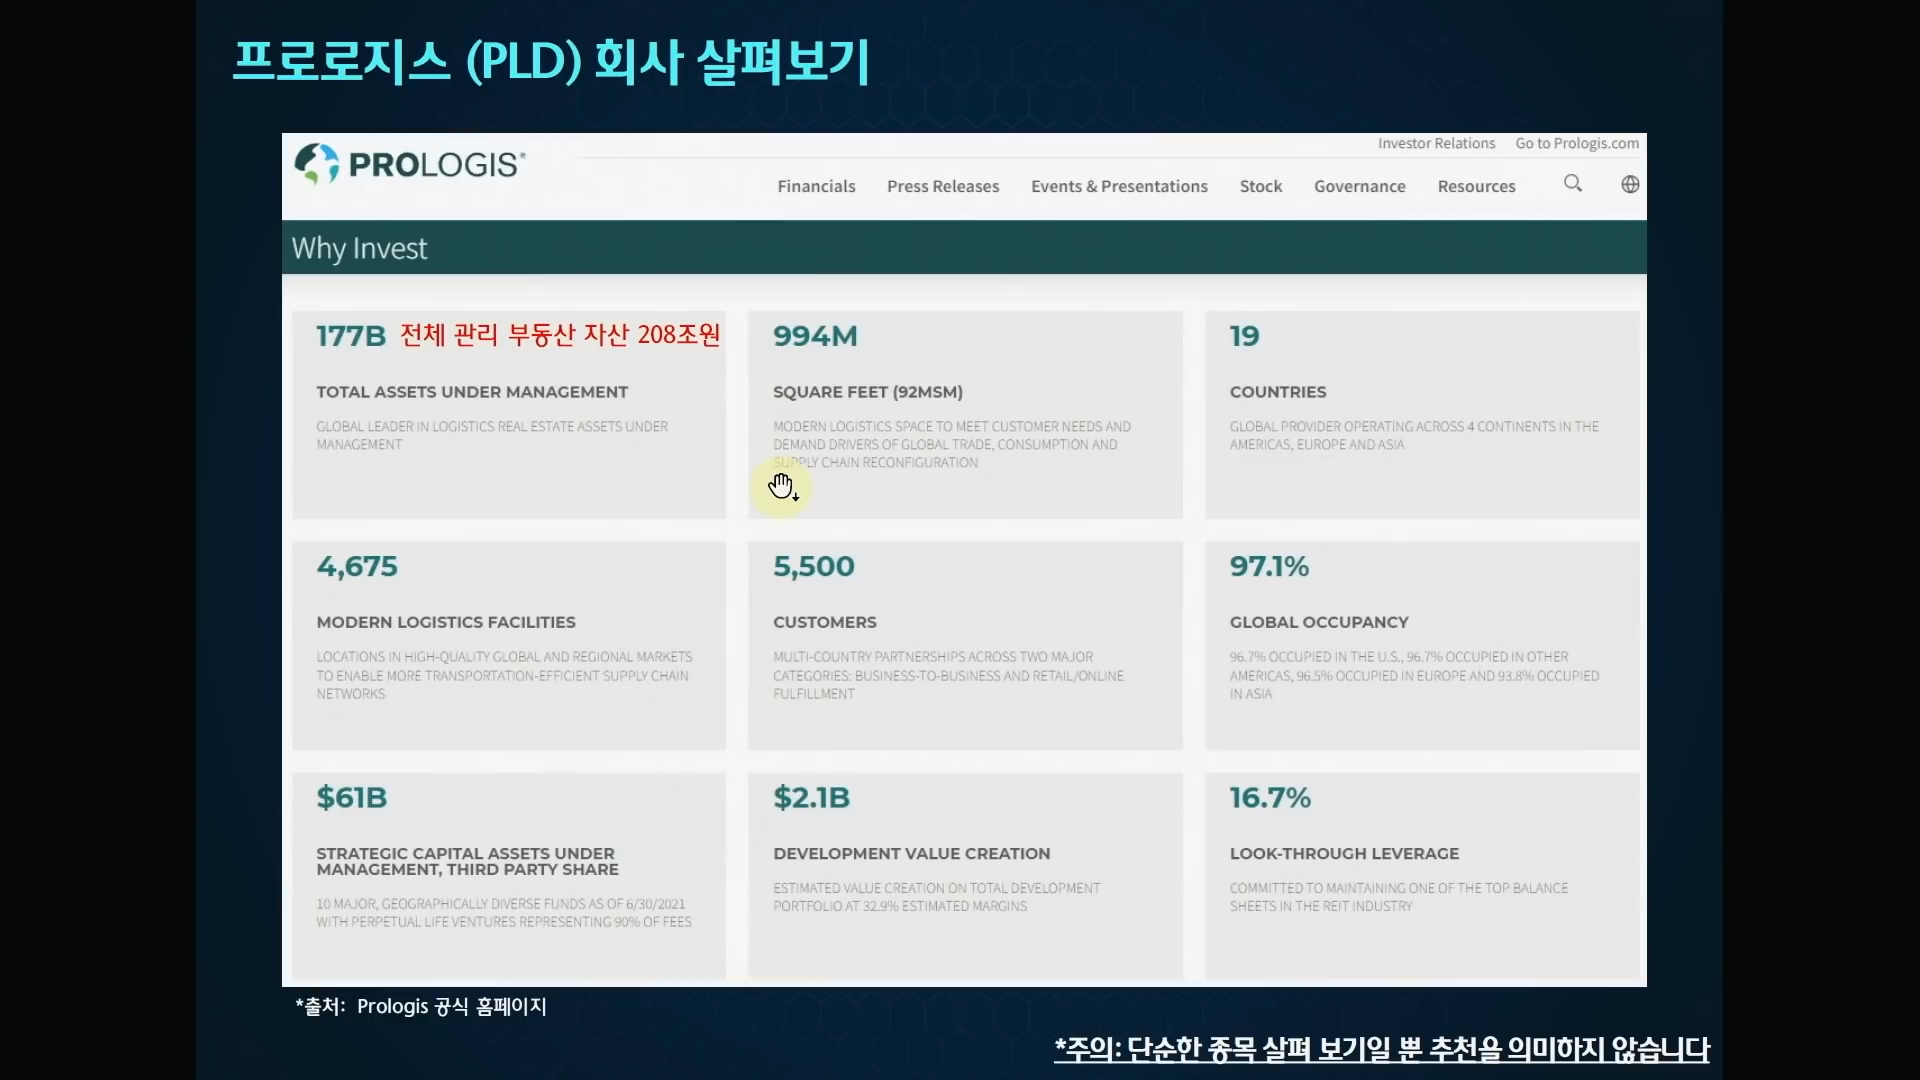 프로로지스 (PLD) 회사 살펴보기
PROLOGIS®
Investor Relations Go to Prologis.com
Financials Press Releases Events & Presentations Stock Governance Resources
Why Invest
177B 전체 관리 부동산 자산 208조원
TOTAL ASSETS UNDER MANAGEMENT
GLOBAL LEADER IN LOGISTICS REAL ESTATE ASSETS UNDER
MANAGEMENT
994M
SQUARE FEET (92MSM)
MODERN LOGISTICS SPACE TO MEET CUSTOMER NEEDS AND
DEMAND DRIVERS OF GLOBAL TRADE, CONSUMPTION AND
SUPPLY CHAIN RECONFIGURATION
19
COUNTRIES
GLOBAL PROVIDER OPERATING ACROSS 4 CONTINENTS IN THE
AMERICAS, EUROPE AND ASIA
4,675
MODERN LOGISTICS FACILITIES
LOCATIONS IN HIGH-QUALITY GLOBAL AND REGIONAL MARKETS
TO ENABLE MORE TRANSPORTATION-EFFICIENT SUPPLY CHAIN
NETWORKS
5,500
CUSTOMERS
MULTI-COUNTRY PARTNERSHIPS ACROSS TWO MAJOR
CATEGORIES: BUSINESS-TO-BUSINESS AND RETAIL/ONLINE
FULFILLMENT
97.1%
GLOBAL OCCUPANCY
96.7% OCCUPIED IN THE U.S., 96.7% OCCUPIED IN OTHER
AMERICAS, 96.5% OCCUPIED IN EUROPE AND 93.8% OCCUPIED
IN ASIA
$61B
STRATEGIC CAPITAL ASSETS UNDER
MANAGEMENT, THIRD PARTY SHARE
10 MAJOR, GEOGRAPHICALLY DIVERSE FUNDS AS OF 6/30/2021
WITH PERPETUAL LIFE VENTURES REPRESENTING 90% OF FEES
$2.1B
DEVELOPMENT VALUE CREATION
ESTIMATED VALUE CREATION ON TOTAL DEVELOPMENT
PORTFOLIO AT 32.9% ESTIMATED MARGINS
16.7%
LOOK-THROUGH LEVERAGE
COMMITTED TO MAINTAINING ONE OF THE TOP BALANCE
SHEETS IN THE REIT INDUSTRY
*출처: Prologis 공식 홈페이지
*주의: 단순한 종목 살펴 보기일 뿐 추천을 의미하지 않습니다